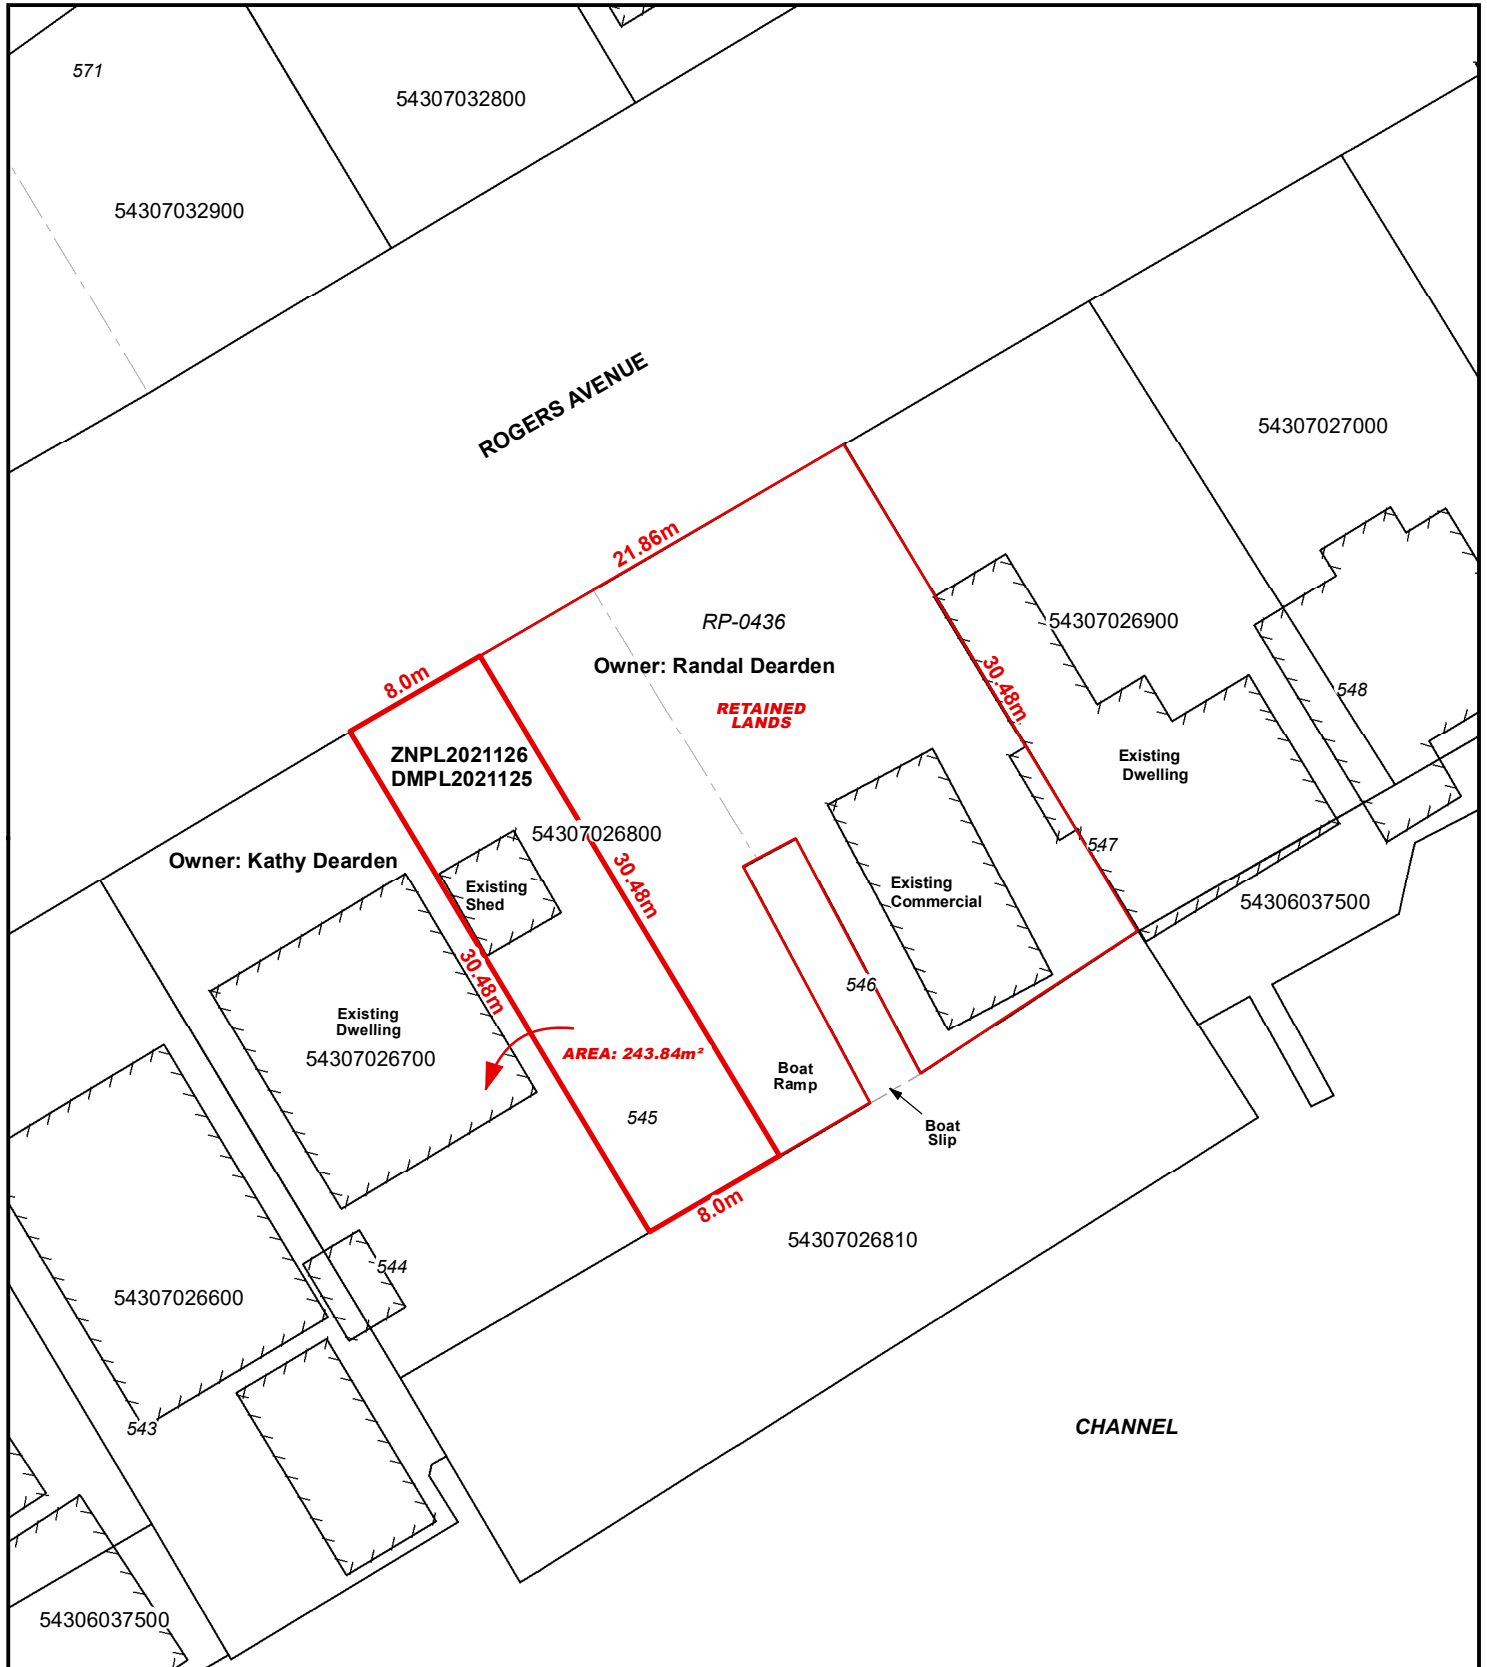 571
54307032800
54307032900
ROGERS AVENUE
54307027000
21.86m
RP-0436
54307026900
Owner: Randal Dearden
8.0m
30.48m
548
RETAINED
LANDS
ZNPL2021126
DMPL2021125
Existing
Dwelling
54307026800
547
Owner: Kathy Dearden
Existing
Shed
30.48m
Existing
Commercial
54306037500
30.48m
546
Existing
Dwelling
54307026700
AREA: 243.84m²
Boat
Ramp
545
Boat
Slip
8.0m
54307026810
544
54307026600
543
CHANNEL
54306037500